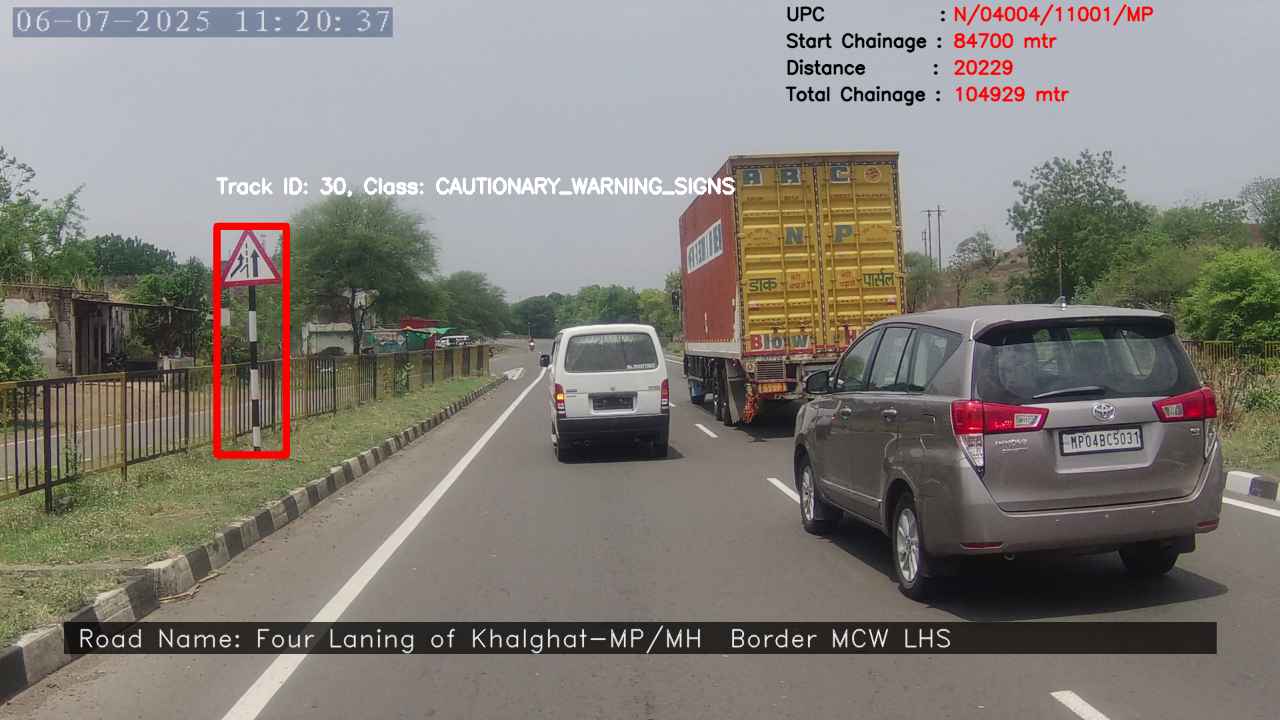 06-07-2025 11:20:37
UPC : N/04004/11001/MP
Start Chainage : 84700 mtr
Distance : 20229
Total Chainage : 104929 mtr
Track ID: 30, Class: CAUTIONARY_WARNING_SIGNS
A R C
N P
डाक
पार्सल
Blow
MP04BC5031
Road Name: Four Laning of Khalghat-MP/MH Border MCW LHS